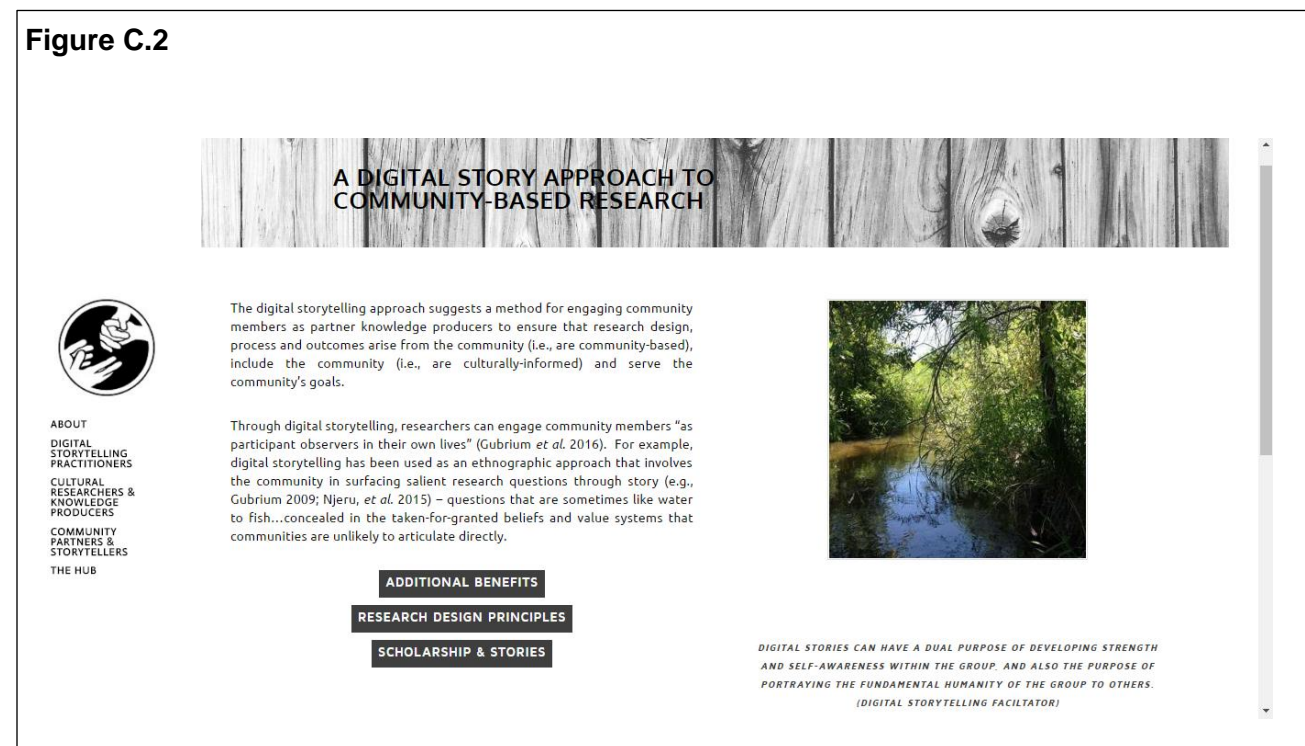 Figure C.2
A DIGITAL STORY APPROACH TO
COMMUNITY-BASED RESEARCH
ABOUT
DIGITAL
STORYTELLING
PRACTITIONERS
CULTURAL
RESEARCHERS &
KNOWLEDGE
PRODUCERS
COMMUNITY
PARTNERS &
STORYTELLERS
THE HUB
The digital storytelling approach suggests a method for engaging community
members as partner knowledge producers to ensure that research design,
process and outcomes arise from the community (i.e., are community-based),
include the community (i.e., are culturally-informed) and serve the
community's goals.
Through digital storytelling, researchers can engage community members “as
participant observers in their own lives” (Gubrium et al. 2016). For example,
digital storytelling has been used as an ethnographic approach that involves
the community in surfacing salient research questions through story (e.g.,
Gubrium 2009; Njeru, et al. 2015) – questions that are sometimes like water
to fish…concealed in the taken-for-granted beliefs and value systems that
communities are unlikely to articulate directly.
ADDITIONAL BENEFITS
RESEARCH DESIGN PRINCIPLES
SCHOLARSHIP & STORIES
DIGITAL STORIES CAN HAVE A DUAL PURPOSE OF DEVELOPING STRENGTH
AND SELF-AWARENESS WITHIN THE GROUP, AND ALSO THE PURPOSE OF
PORTRAYING THE FUNDAMENTAL HUMANITY OF THE GROUP TO OTHERS.
(DIGITAL STORYTELLING FACILTATOR)